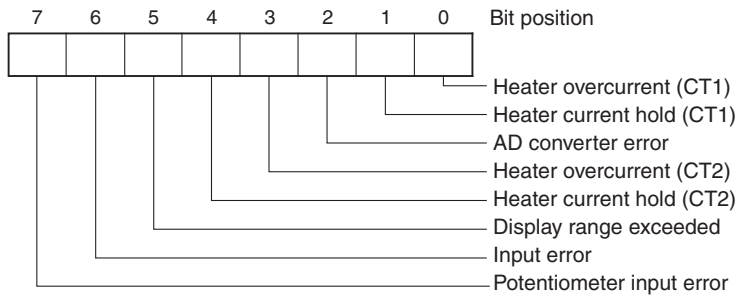 7 6 5 4 3 2 1 0 Bit position
Heater overcurrent (CT1)
Heater current hold (CT1)
AD converter error
Heater overcurrent (CT2)
Heater current hold (CT2)
Display range exceeded
Input error
Potentiometer input error